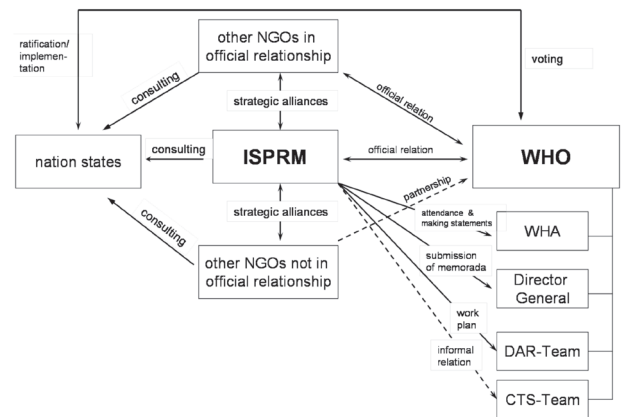 ratification/
implemen-
tation
other NGOs in
official relationship
voting
consulting
strategic alliances
official relation
nation states
consulting
ISPRM
official relation
WHO
partnership
consulting
strategic alliances
attendance &
making statements
WHA
other NGOs not in
official relationship
submission
of memorada
Director
General
work
plan
DAR-Team
informal
relation
CTS-Team